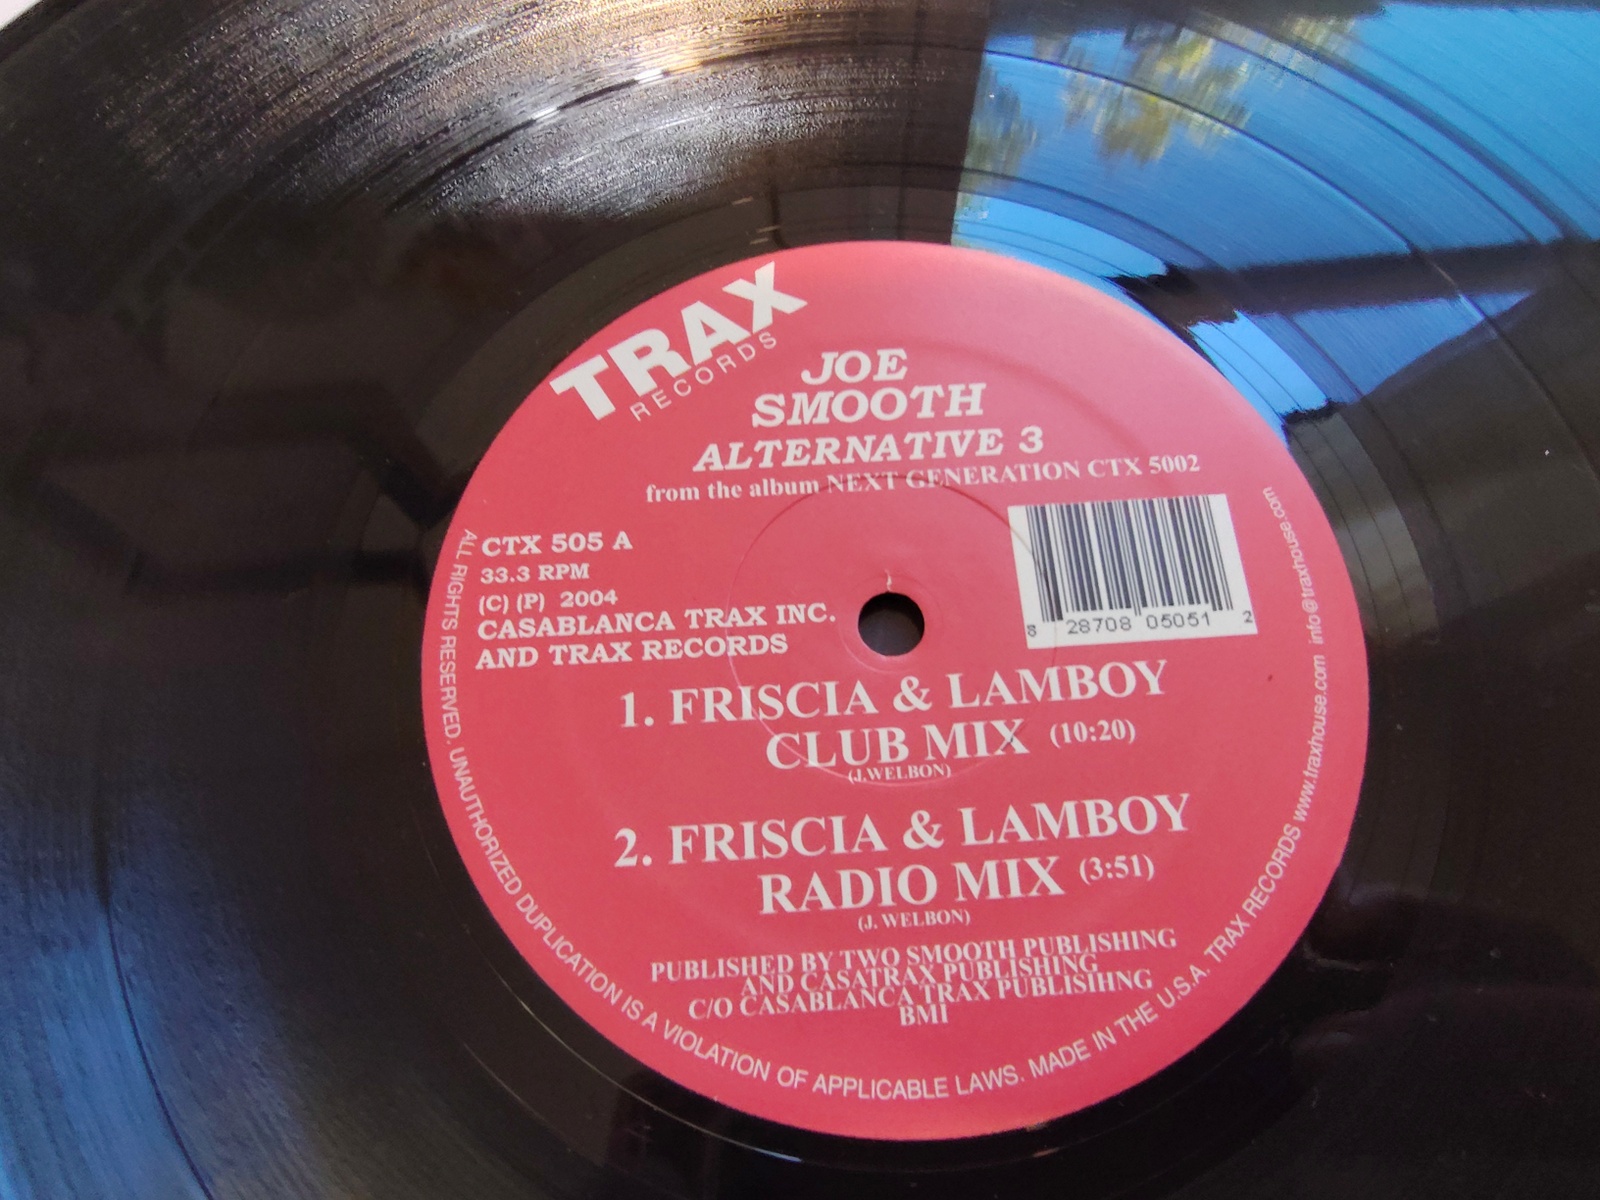 TRAX
RECORDS
JOE
SMOOTH
ALTERNATIVE 3
from the album NEXT GENERATION CTX 5002
CTX 505 A
33.3 RPM
(C) (P) 2004
CASABLANCA TRAX INC.
AND TRAX RECORDS
8 28708 05051 2
1. FRISCIA & LAMBOY
CLUB MIX (10:20)
(J.WELBON)
2. FRISCIA & LAMBOY
RADIO MIX (3:51)
(J. WELBON)
PUBLISHED BY TWO SMOOTH PUBLISHING
AND CASATRAX PUBLISHING
C/O CASABLANCA TRAX PUBLISIHNG
BMI
ALL RIGHTS RESERVED. UNAUTHORIZED DUPLICATION IS A VIOLATION OF APPLICABLE LAWS. MADE IN THE U.S.A. TRAX RECORDS www.traxhouse.com info@traxhouse.com